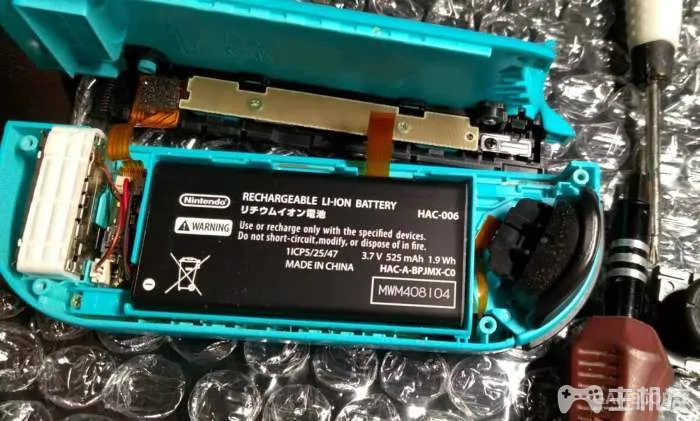 Nintendo
RECHARGEABLE LI-ION BATTERY
リチウムイオン電池
HAC-006
WARNING
Use or recharge only with the specified devices.
Do not short-circuit,modify, or dispose of in fire.
1ICP5/25/47
3.7 V 525 mAh 1.9 Wh
MADE IN CHINA
HAC-A-BPJMX-C0
MWM408104